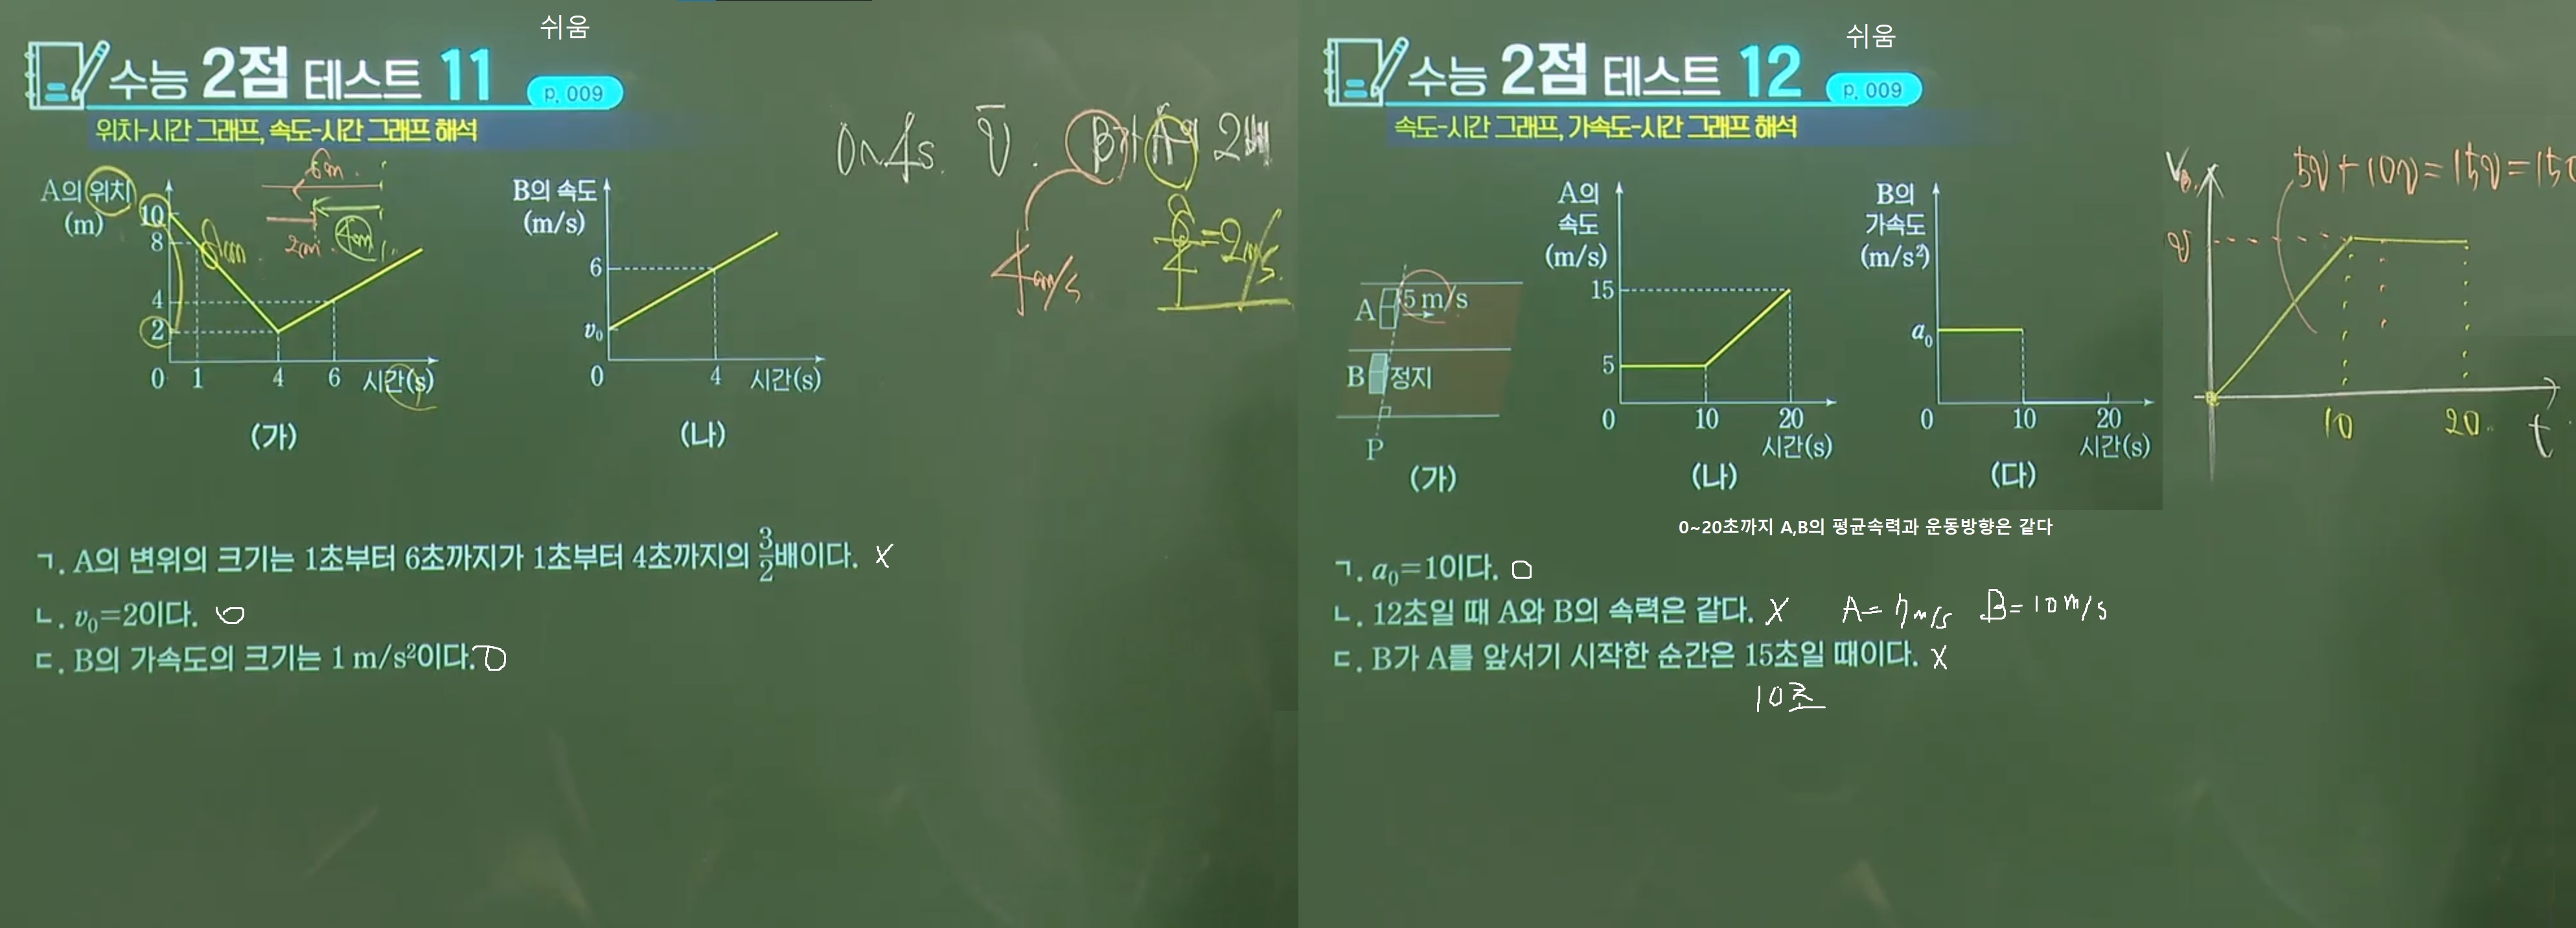 쉬움
수능 2점 테스트 11 p. 009
위치-시간 그래프, 속도-시간 그래프 해석
0~4s. v̄. B가 A의 2배
6m.
A의 위치
(m)
10
8
4
2
0 1 4 6 시간(s)
8m
2m
4m
(가)
B의 속도
(m/s)
6
v₀
0 4 시간(s)
(나)
4m/s
8/4=2m/s.
ㄱ. A의 변위의 크기는 1초부터 6초까지가 1초부터 4초까지의 3/2배이다. X
ㄴ. v₀=2이다. O
ㄷ. B의 가속도의 크기는 1 m/s²이다. O
쉬움
수능 2점 테스트 12 p. 009
속도-시간 그래프, 가속도-시간 그래프 해석
A 5 m/s
B 정지
P
(가)
A의
속도
(m/s)
15
5
0 10 20
시간(s)
(나)
B의
가속도
(m/s²)
a₀
0 10 20
시간(s)
(다)
5v+10v=15v=150
V_B
v
10 20 t
0~20초까지 A,B의 평균속력과 운동방향은 같다
ㄱ. a₀=1이다. O
ㄴ. 12초일 때 A와 B의 속력은 같다. X A=7m/s B=10m/s
ㄷ. B가 A를 앞서기 시작한 순간은 15초일 때이다. X
10초